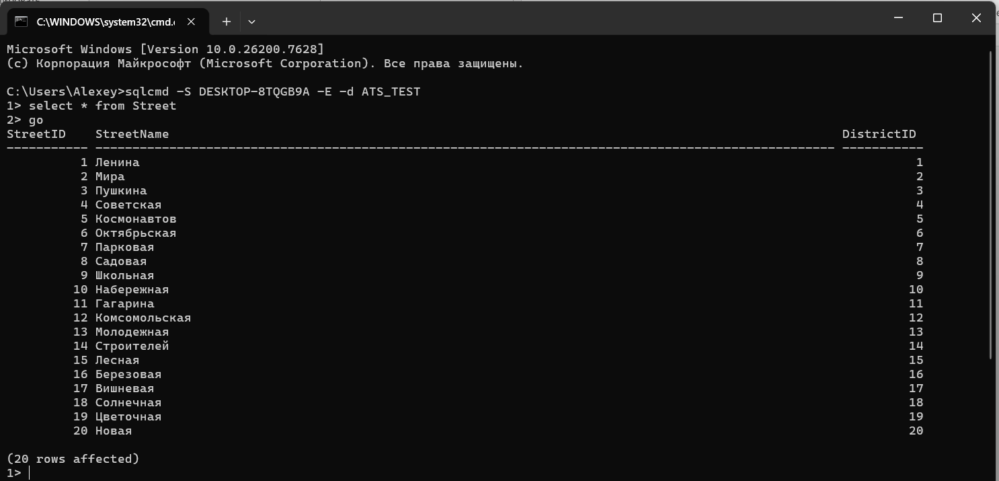 C:\WINDOWS\system32\cmd.
Microsoft Windows [Version 10.0.26200.7628]
(c) Корпорация Майкрософт (Microsoft Corporation). Все права защищены.
C:\Users\Alexey>sqlcmd -S DESKTOP-8TQGB9A -E -d ATS_TEST
1> select * from Street
2> go
StreetID StreetName DistrictID
----------- ---------------------------------------------------------------------------------------------------- -----------
1 Ленина 1
2 Мира 2
3 Пушкина 3
4 Советская 4
5 Космонавтов 5
6 Октябрьская 6
7 Парковая 7
8 Садовая 8
9 Школьная 9
10 Набережная 10
11 Гагарина 11
12 Комсомольская 12
13 Молодежная 13
14 Строителей 14
15 Лесная 15
16 Березовая 16
17 Вишневая 17
18 Солнечная 18
19 Цветочная 19
20 Новая 20
(20 rows affected)
1>